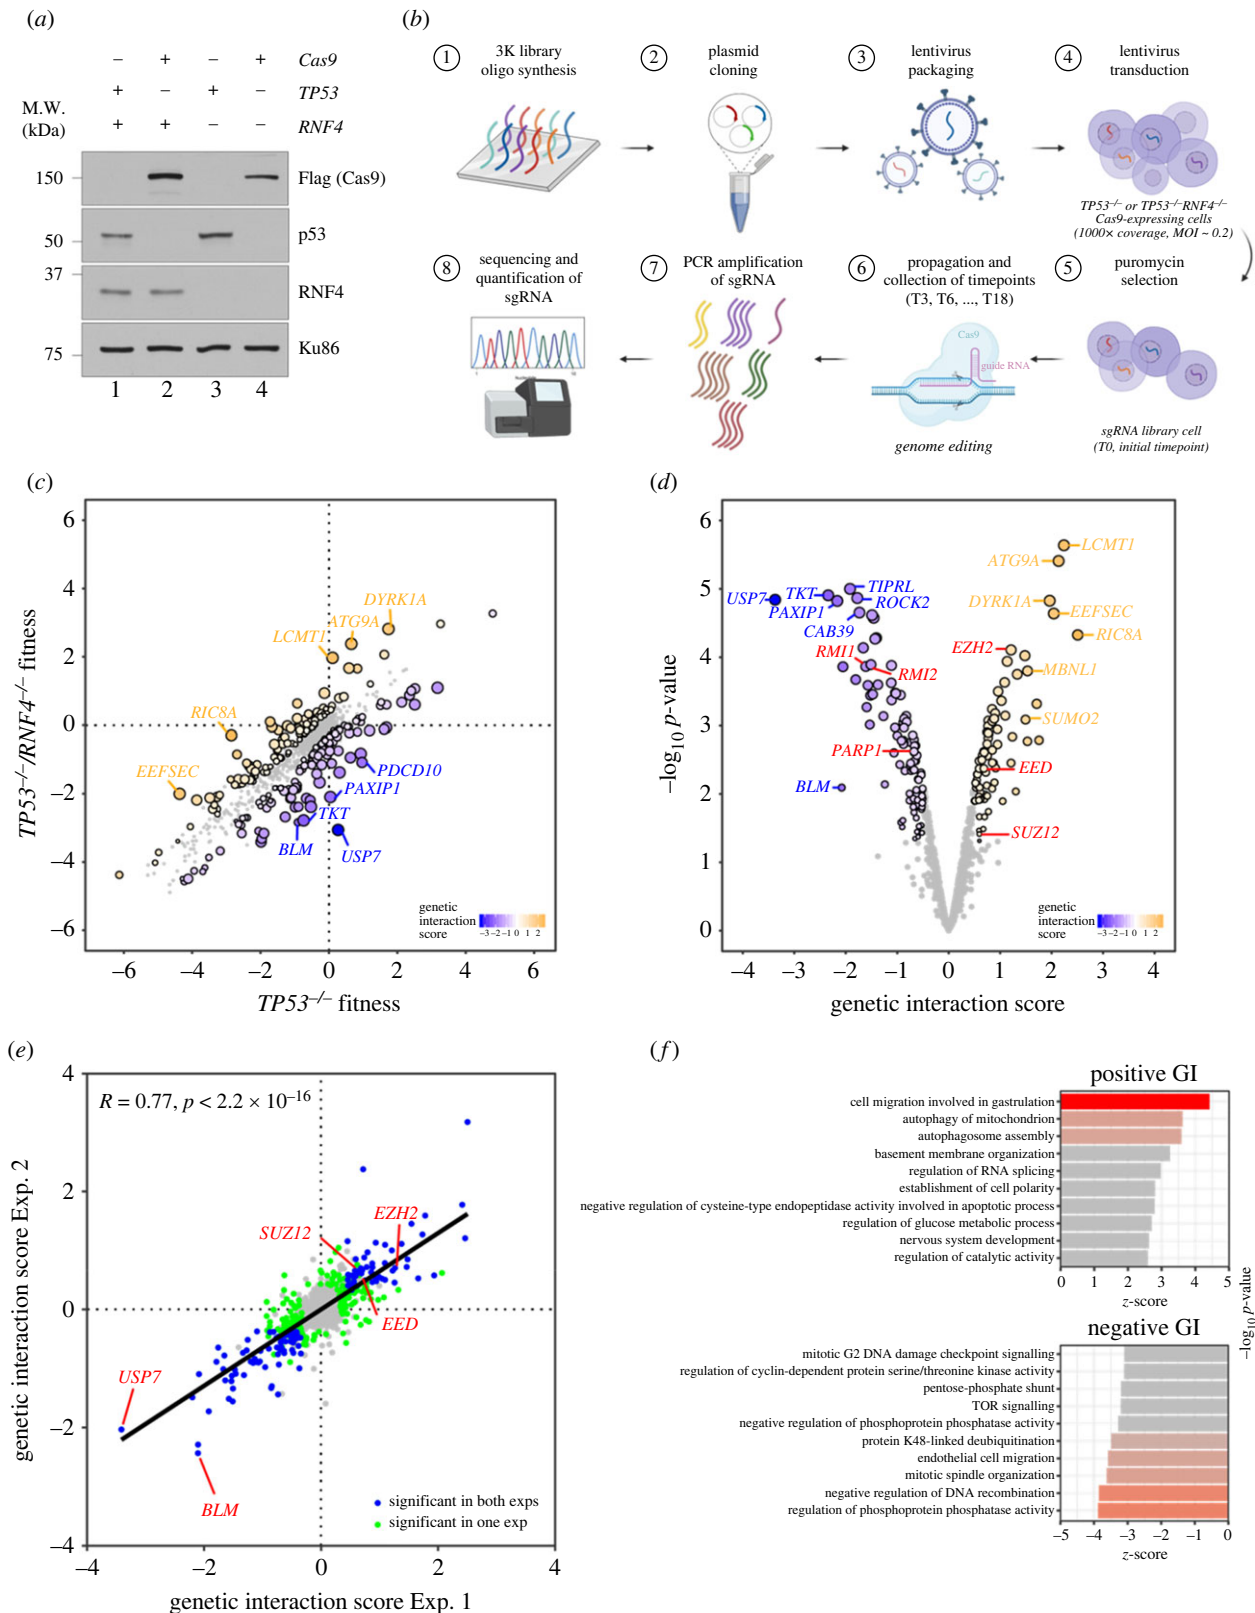 (a)
– + – + Cas9
+ – + – TP53
M.W.
(kDa)
+ + – – RNF4
150
Flag (Cas9)
50
p53
37
RNF4
75
Ku86
1 2 3 4
(b)
1
3K library
oligo synthesis
2
plasmid
cloning
3
lentivirus
packaging
4
lentivirus
transduction
TP53–/– or TP53–/–RNF4–/–
Cas9-expressing cells
(1000× coverage, MOI ~ 0.2)
8
sequencing and
quantification of
sgRNA
7
PCR amplification
of sgRNA
6
propagation and
collection of timepoints
(T3, T6, ..., T18)
Cas9
guide RNA
genome editing
5
puromycin
selection
sgRNA library cell
(T0, initial timepoint)
(c)
TP53–/–/RNF4–/– fitness
6
4
2
0
–2
–4
–6
DYRK1A
ATG9A
LCMT1
RIC8A
EEFSEC
PDCD10
PAXIP1
TKT
BLM
USP7
genetic
interaction
score
–3 –2 –1 0 1 2
–6 –4 –2 0 2 4 6
TP53–/– fitness
(d)
–log10 p-value
6
5
4
3
2
1
0
LCMT1
ATG9A
TIPRL
USP7
TKT
ROCK2
PAXIP1
CAB39
DYRK1A
EEFSEC
RIC8A
EZH2
RMI1
RMI2
MBNL1
SUMO2
PARP1
EED
BLM
SUZ12
genetic
interaction
score
–3 –2 –1 0 1 2
–4 –3 –2 –1 0 1 2 3 4
genetic interaction score
(e)
genetic interaction score Exp. 2
4
2
0
–2
–4
R = 0.77, p < 2.2 × 10–16
SUZ12
EZH2
EED
USP7
BLM
significant in both exps
significant in one exp
–4 –2 0 2 4
genetic interaction score Exp. 1
(f)
positive GI
cell migration involved in gastrulation
autophagy of mitochondrion
autophagosome assembly
basement membrane organization
regulation of RNA splicing
establishment of cell polarity
negative regulation of cysteine-type endopeptidase activity involved in apoptotic process
regulation of glucose metabolic process
nervous system development
regulation of catalytic activity
0 1 2 3 4 5
z-score
–log10 p-value
negative GI
mitotic G2 DNA damage checkpoint signalling
regulation of cyclin-dependent protein serine/threonine kinase activity
pentose-phosphate shunt
TOR signalling
negative regulation of phosphoprotein phosphatase activity
protein K48-linked deubiquitination
endothelial cell migration
mitotic spindle organization
negative regulation of DNA recombination
regulation of phosphoprotein phosphatase activity
–5 –4 –3 –2 –1 0
z-score